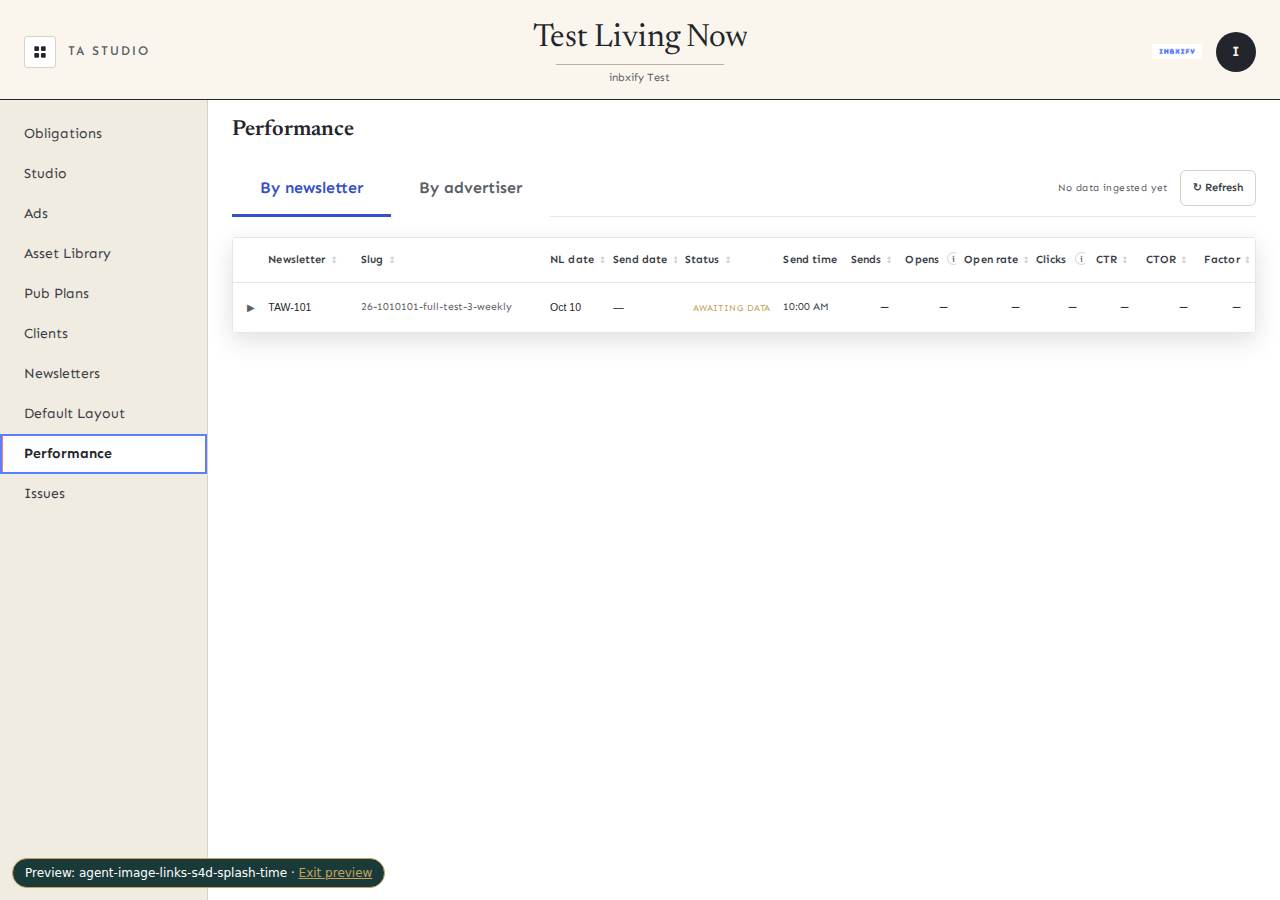 TA STUDIO
Test Living Now
inbxify Test
INBXIFY
I
Obligations
Studio
Ads
Asset Library
Pub Plans
Clients
Newsletters
Default Layout
Performance
Issues
Performance
By newsletter
By advertiser
No data ingested yet
↻ Refresh
Newsletter ↕ Slug ↕ NL date ↕ Send date ↕ Status ↕ Send time Sends ↕ Opens i Open rate ↕ Clicks i CTR ↕ CTOR ↕ Factor ↕
▶ TAW-101 26-1010101-full-test-3-weekly Oct 10 — AWAITING DATA 10:00 AM — — — — — — —
Preview: agent-image-links-s4d-splash-time · Exit preview